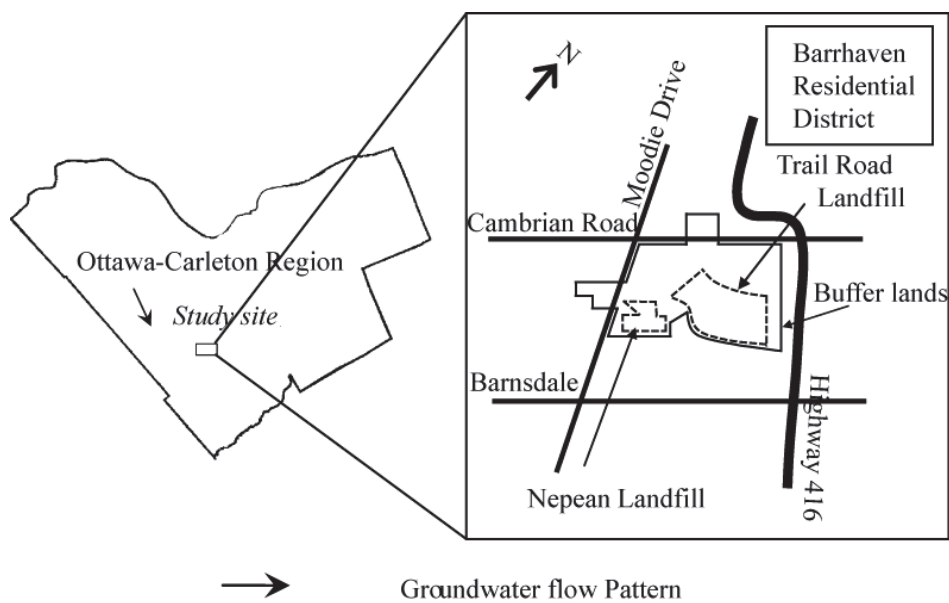 N
Barrhaven
Residential
District
Moodie Drive
Trail Road
Landfill
Cambrian Road
Ottawa-Carleton Region
Study site
Buffer lands
Barnsdale
Highway 416
Nepean Landfill
Groundwater flow Pattern